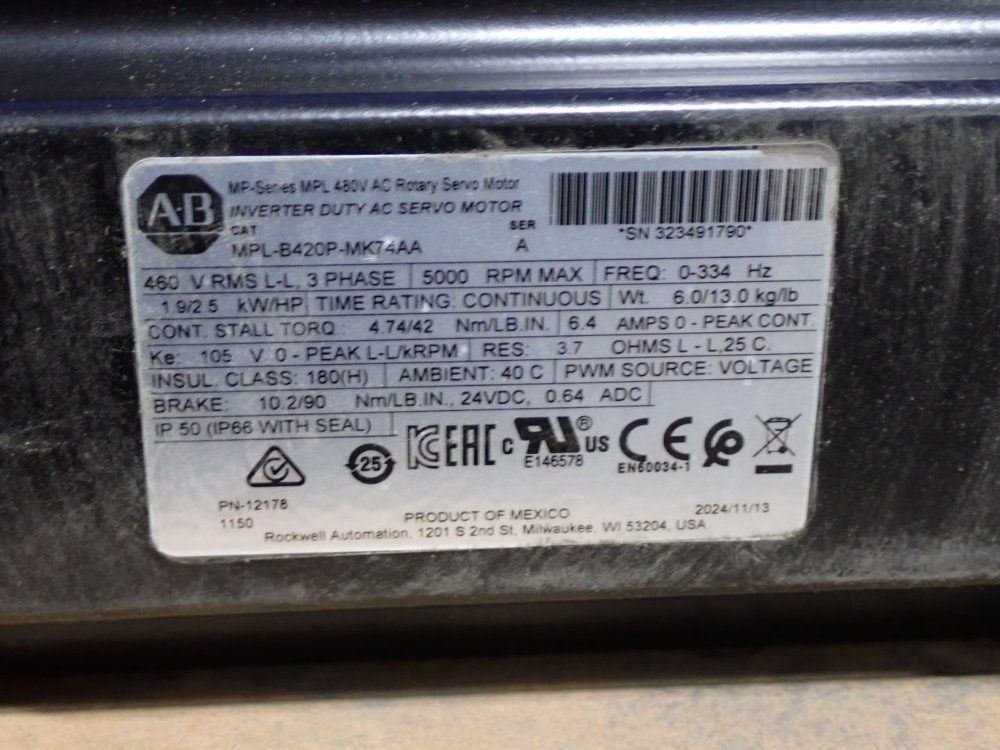 A-B
MP-Series MPL 480V AC Rotary Servo Motor
INVERTER DUTY AC SERVO MOTOR
CAT SER
MPL-B420P-MK74AA A
*SN 323491790*
460 V RMS L-L, 3 PHASE 5000 RPM MAX FREQ: 0-334 Hz
1.9/2.5 kW/HP TIME RATING: CONTINUOUS Wt. 6.0/13.0 kg/lb
CONT. STALL TORQ: 4.74/42 Nm/LB.IN. 6.4 AMPS 0 - PEAK CONT.
Ke: 105 V 0 - PEAK L-L/kRPM RES: 3.7 OHMS L - L,25 C.
INSUL. CLASS: 180(H) AMBIENT: 40 C PWM SOURCE: VOLTAGE
BRAKE: 10.2/90 Nm/LB.IN., 24VDC, 0.64 ADC
IP 50 (IP66 WITH SEAL)
25 KC EAC c RU ® US CE
E146578 EN60034-1
PN-12178
1150
PRODUCT OF MEXICO 2024/11/13
Rockwell Automation, 1201 S 2nd St, Milwaukee, WI 53204, USA